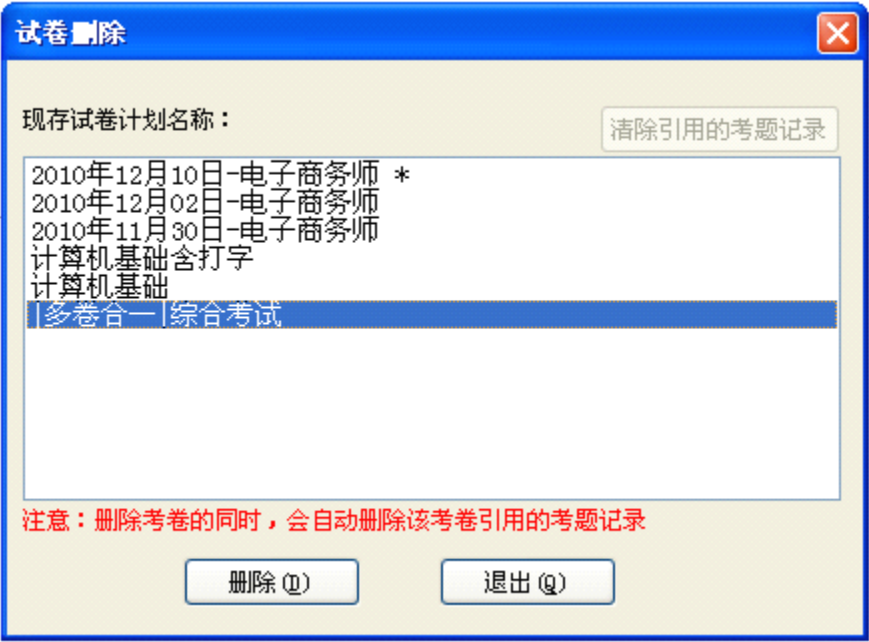 试卷删除
现存试卷计划名称：
清除引用的考题记录
2010年12月10日-电子商务师 *
2010年12月02日-电子商务师
2010年11月30日-电子商务师
计算机基础含打字
计算机基础
|多卷合一|综合考试
注意：删除考卷的同时，会自动删除该考卷引用的考题记录
删除(D)
退出(Q)